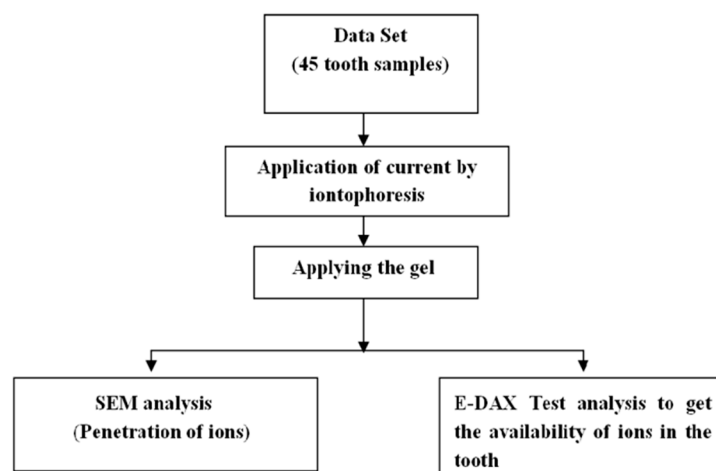 Data Set
(45 tooth samples)
Application of current by
iontophoresis
Applying the gel
SEM analysis
(Penetration of ions)
E-DAX Test analysis to get
the availability of ions in the
tooth